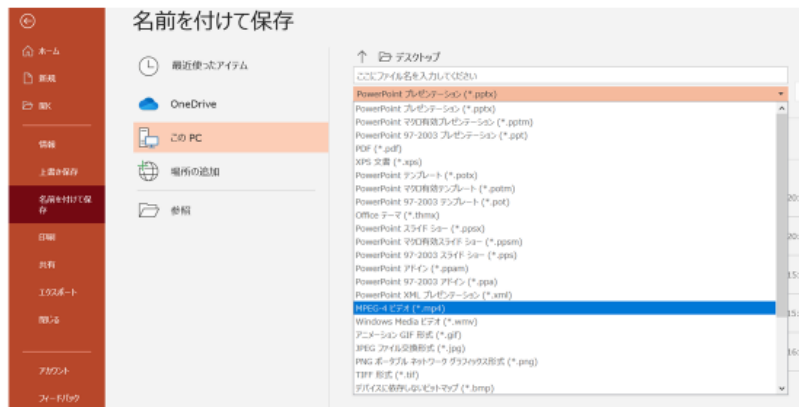 名前を付けて保存
ホーム
新規
開く
情報
上書き保存
名前を付けて保
存
印刷
共有
エクスポート
閉じる
アカウント
フィードバック
最近使ったアイテム
OneDrive
この PC
場所の追加
参照
デスクトップ
ここにファイル名を入力してください
PowerPoint プレゼンテーション (*.pptx)
PowerPoint プレゼンテーション (*.pptx)
PowerPoint マクロ有効プレゼンテーション (*.pptm)
PowerPoint 97-2003 プレゼンテーション (*.ppt)
PDF (*.pdf)
XPS 文書 (*.xps)
PowerPoint テンプレート (*.potx)
PowerPoint マクロ有効テンプレート (*.potm)
PowerPoint 97-2003 テンプレート (*.pot)
Office テーマ (*.thmx)
PowerPoint スライド ショー (*.ppsx)
PowerPoint マクロ有効スライド ショー (*.ppsm)
PowerPoint 97-2003 スライド ショー (*.pps)
PowerPoint アドイン (*.ppam)
PowerPoint 97-2003 アドイン (*.ppa)
PowerPoint XML プレゼンテーション (*.xml)
MPEG-4 ビデオ (*.mp4)
Windows Media ビデオ (*.wmv)
アニメーション GIF 形式 (*.gif)
JPEG ファイル交換形式 (*.jpg)
PNG ポータブル ネットワーク グラフィックス形式 (*.png)
TIFF 形式 (*.tif)
デバイスに依存しないビットマップ (*.bmp)
20:
20:
15:
15:
16: